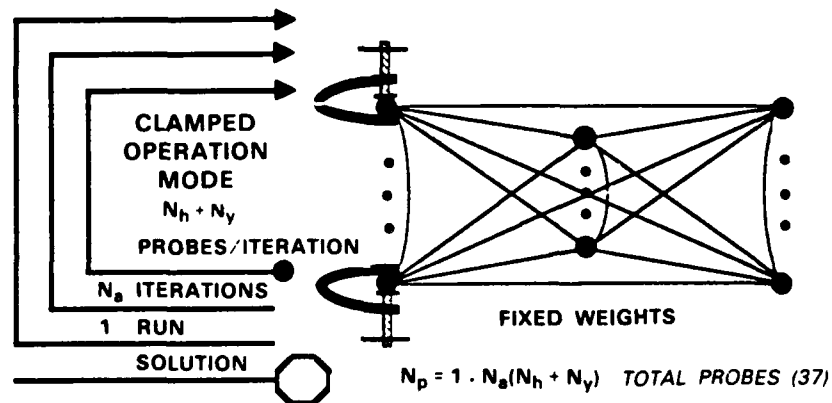 CLAMPED
OPERATION
MODE
N_h + N_y
PROBES/ITERATION
N_a ITERATIONS
1 RUN
SOLUTION
FIXED WEIGHTS
N_p = 1 . N_a(N_h + N_y) TOTAL PROBES (37)